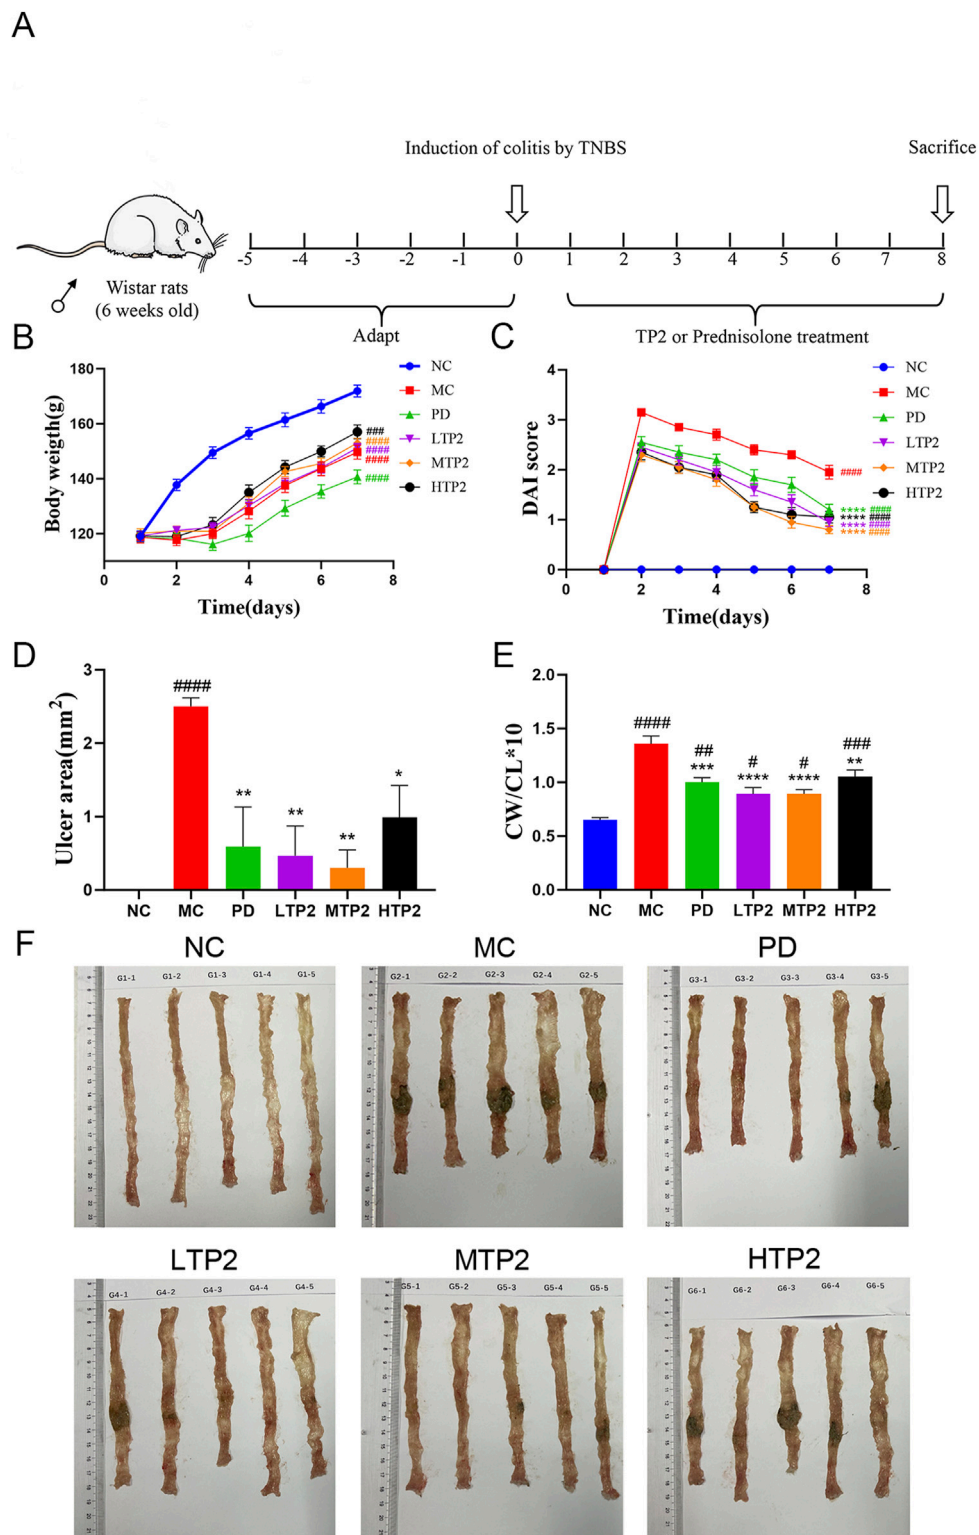 A
Induction of colitis by TNBS
Sacrifice
-5 -4 -3 -2 -1 0 1 2 3 4 5 6 7 8
Wistar rats
(6 weeks old)
Adapt
TP2 or Prednisolone treatment
B
Body weigth(g)
180
160
140
120
0 2 4 6 8
Time(days)
NC
MC
PD
LTP2
MTP2
HTP2
###
####
####
####
####
C
DAI score
4
3
2
1
0
0 2 4 6 8
Time(days)
NC
MC
PD
LTP2
MTP2
HTP2
####
**** ####
**** ####
**** ####
**** ####
D
Ulcer area(mm2)
3
2
1
0
####
**
**
**
*
NC MC PD LTP2 MTP2 HTP2
E
CW/CL*10
2.0
1.5
1.0
0.5
0.0
####
##
***
#
****
#
****
###
**
NC MC PD LTP2 MTP2 HTP2
F
NC
G1-1 G1-2 G1-3 G1-4 G1-5
MC
G2-1 G2-2 G2-3 G2-4 G2-5
PD
G3-1 G3-2 G3-3 G3-4 G3-5
LTP2
G4-1 G4-2 G4-3 G4-4 G4-5
MTP2
G5-1 G5-2 G5-3 G5-4 G5-5
HTP2
G6-1 G6-2 G6-3 G6-4 G6-5